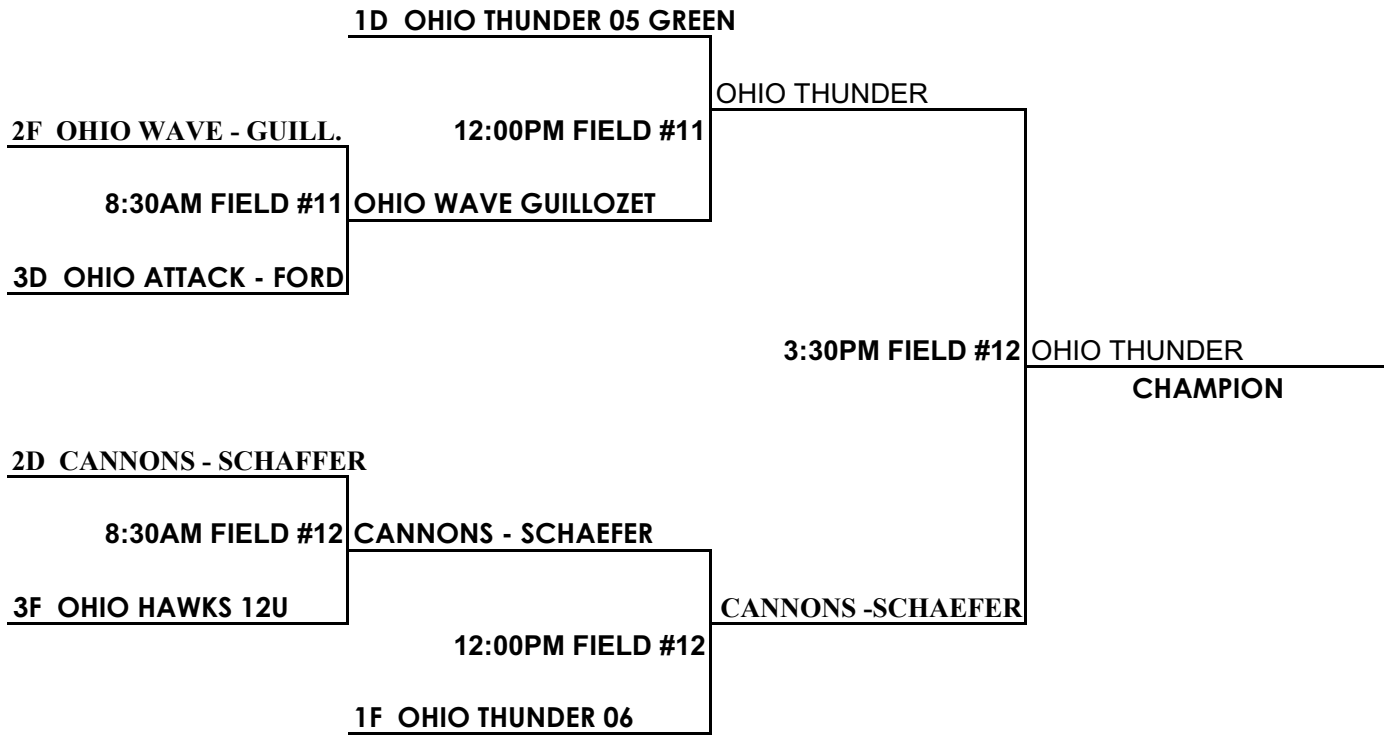 1D OHIO THUNDER 05 GREEN
OHIO THUNDER
2F OHIO WAVE - GUILL.
12:00PM FIELD #11
8:30AM FIELD #11
OHIO WAVE GUILLOZET
3D OHIO ATTACK - FORD
3:30PM FIELD #12
OHIO THUNDER
CHAMPION
2D CANNONS - SCHAFFER
8:30AM FIELD #12
CANNONS - SCHAEFER
3F OHIO HAWKS 12U
CANNONS -SCHAEFER
12:00PM FIELD #12
1F OHIO THUNDER 06